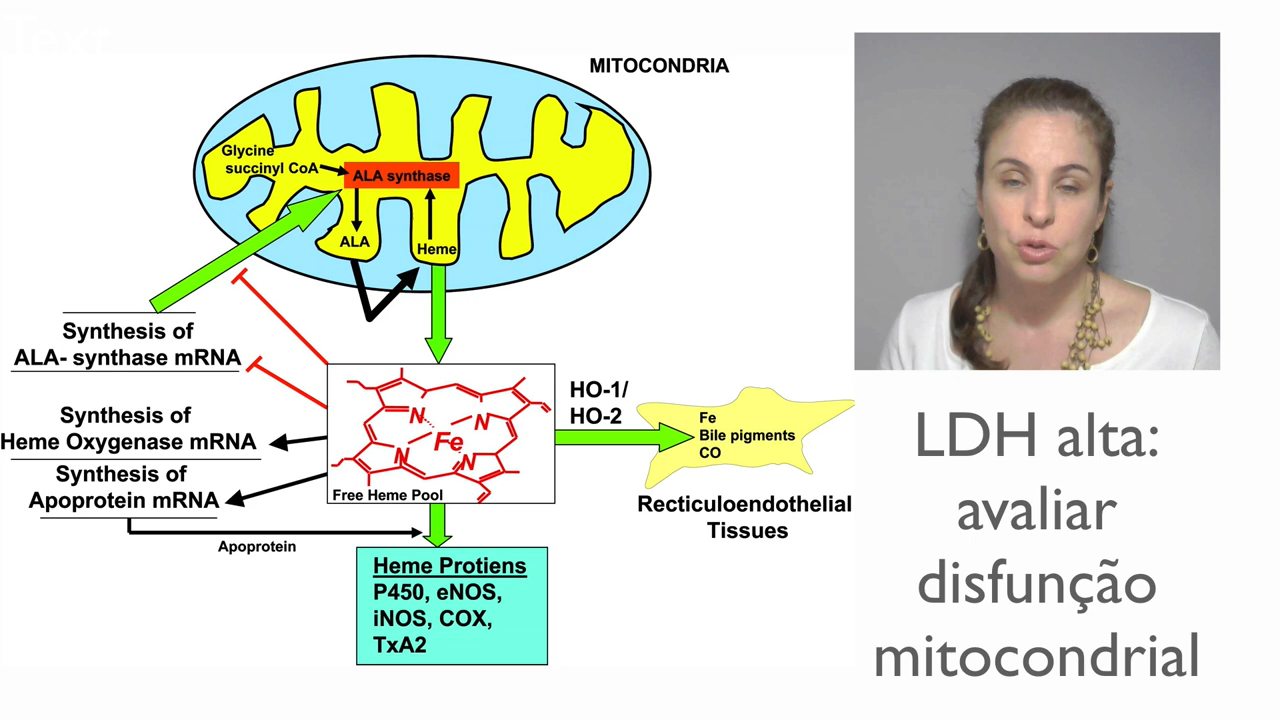 Text
MITOCONDRIA
Glycine
succinyl CoA
ALA synthase
ALA
Heme
Synthesis of
ALA- synthase mRNA
Synthesis of
Heme Oxygenase mRNA
Synthesis of
Apoprotein mRNA
Apoprotein
N
N
Fe
N
N
Free Heme Pool
HO-1/
HO-2
Fe
Bile pigments
CO
Recticuloendothelial
Tissues
Heme Protiens
P450, eNOS,
iNOS, COX,
TxA2
LDH alta:
avaliar
disfunção
mitocondrial